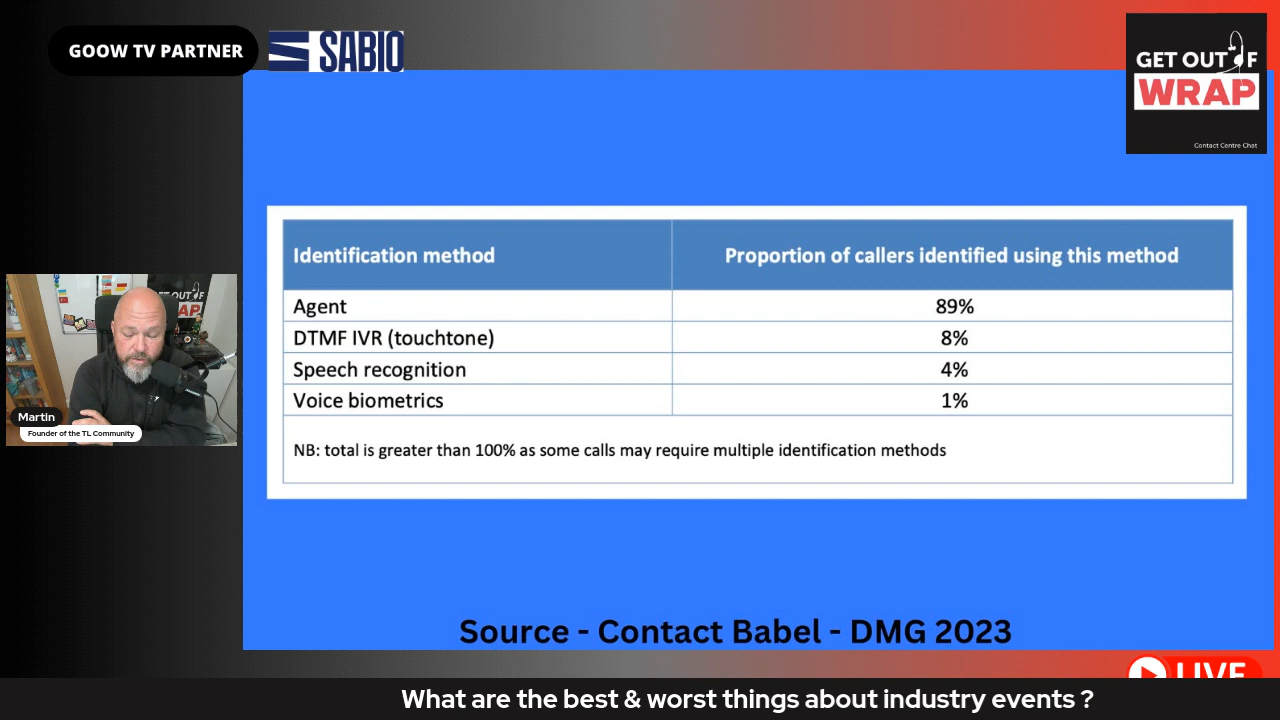 GOOW TV PARTNER
SABIO
GET OUT OF
WRAP
Contact Centre Chat
Identification method
Proportion of callers identified using this method
Agent
89%
DTMF IVR (touchtone)
8%
Speech recognition
4%
Voice biometrics
1%
NB: total is greater than 100% as some calls may require multiple identification methods
GET OUT OF
Martin
Founder of the TL Community
Source - Contact Babel - DMG 2023
LIVE
What are the best & worst things about industry events ?